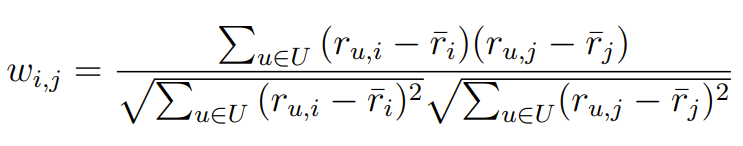 w_{i,j} = \frac{\sum_{u \in U} (r_{u,i} - \bar{r}_i)(r_{u,j} - \bar{r}_j)}{\sqrt{\sum_{u \in U} (r_{u,i} - \bar{r}_i)^2} \sqrt{\sum_{u \in U} (r_{u,j} - \bar{r}_j)^2}}